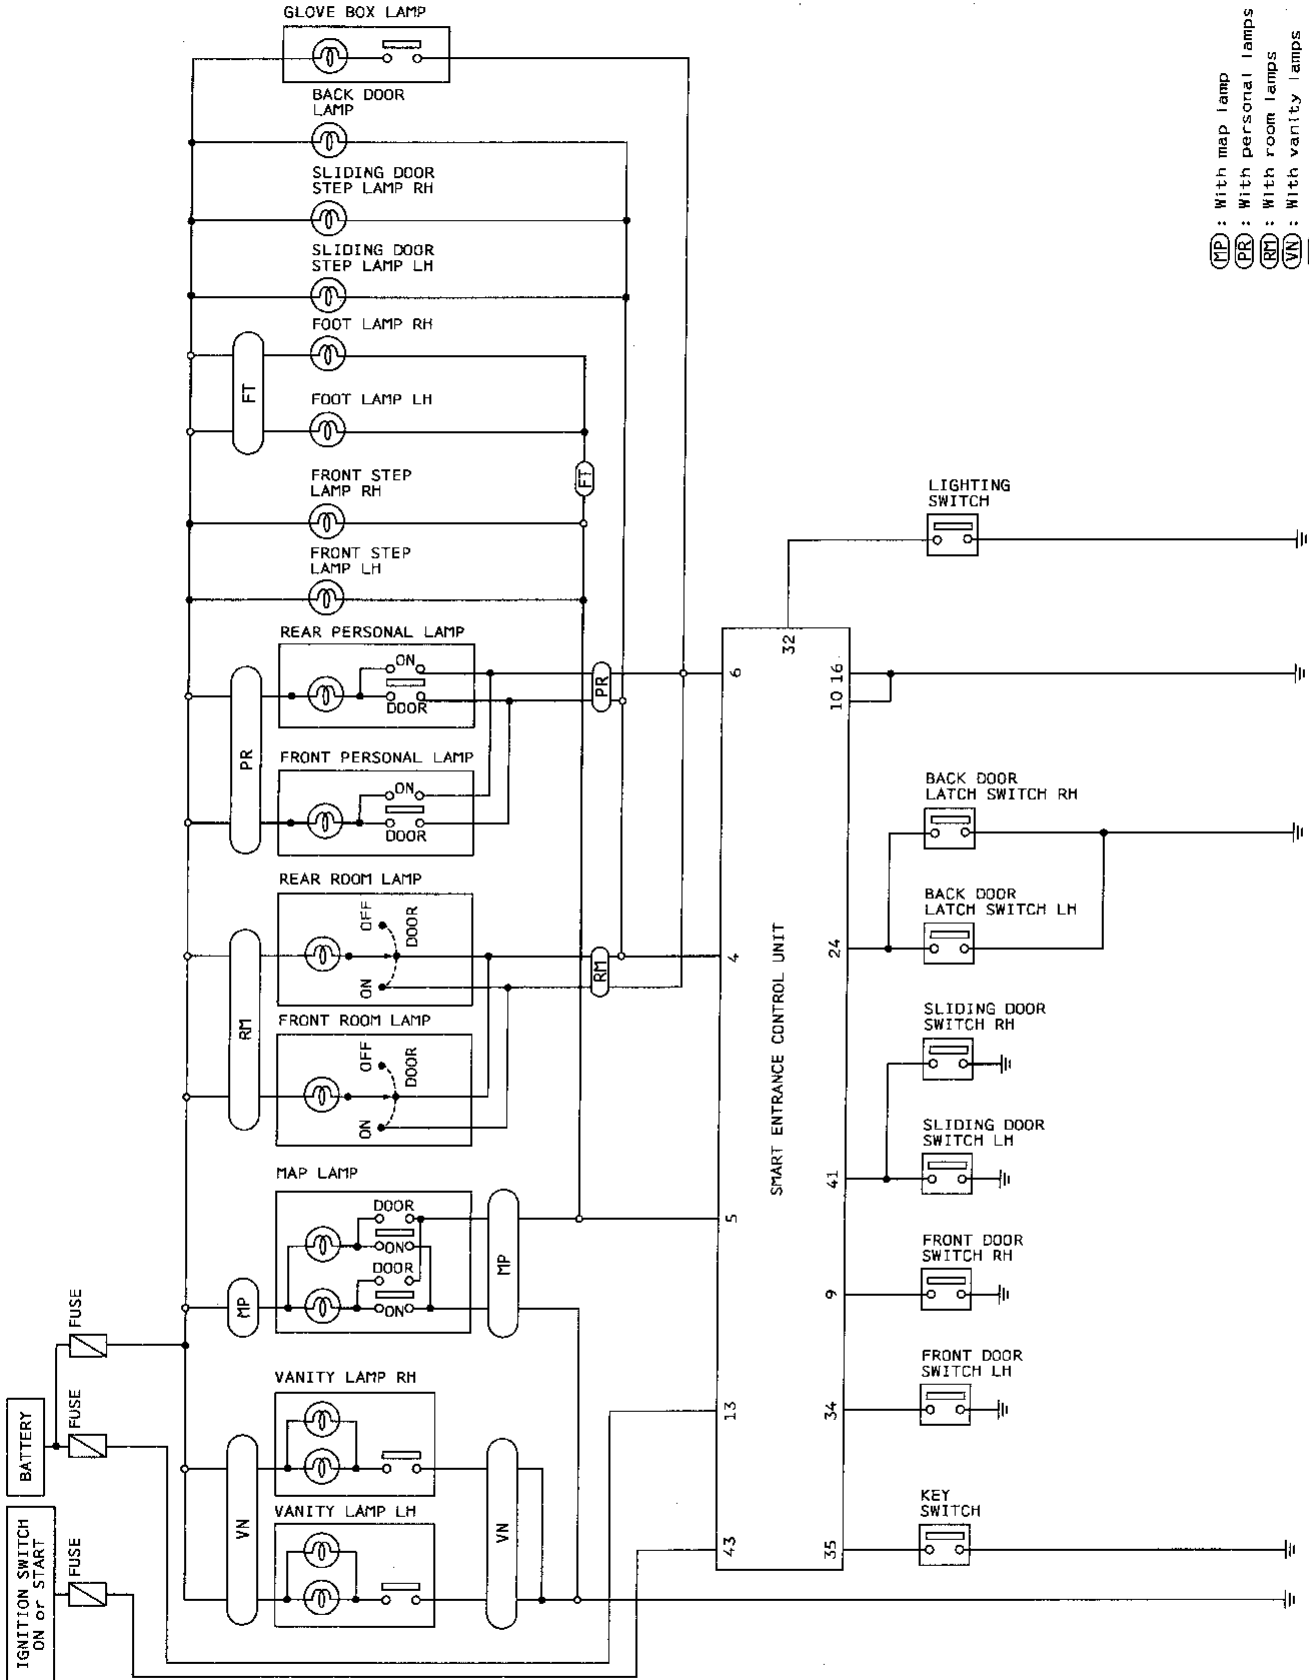 GLOVE BOX LAMP
BACK DOOR
LAMP
SLIDING DOOR
STEP LAMP RH
SLIDING DOOR
STEP LAMP LH
FOOT LAMP RH
FT
FOOT LAMP LH
FT
FRONT STEP
LAMP RH
FRONT STEP
LAMP LH
REAR PERSONAL LAMP
ON
DOOR
PR
PR
FRONT PERSONAL LAMP
ON
DOOR
REAR ROOM LAMP
OFF
DOOR
ON
RM
RM
FRONT ROOM LAMP
OFF
DOOR
ON
MAP LAMP
DOOR
ON
DOOR
ON
MP
MP
VANITY LAMP RH
VANITY LAMP LH
VN
VN
BATTERY
FUSE
FUSE
IGNITION SWITCH
ON or START
FUSE
SMART ENTRANCE CONTROL UNIT
6
4
5
13
43
32
16
10
24
41
9
34
35
LIGHTING
SWITCH
BACK DOOR
LATCH SWITCH RH
BACK DOOR
LATCH SWITCH LH
SLIDING DOOR
SWITCH RH
SLIDING DOOR
SWITCH LH
FRONT DOOR
SWITCH RH
FRONT DOOR
SWITCH LH
KEY
SWITCH
MP : With map lamp
PR : With personal lamps
RM : With room lamps
VN : With vanity lamps